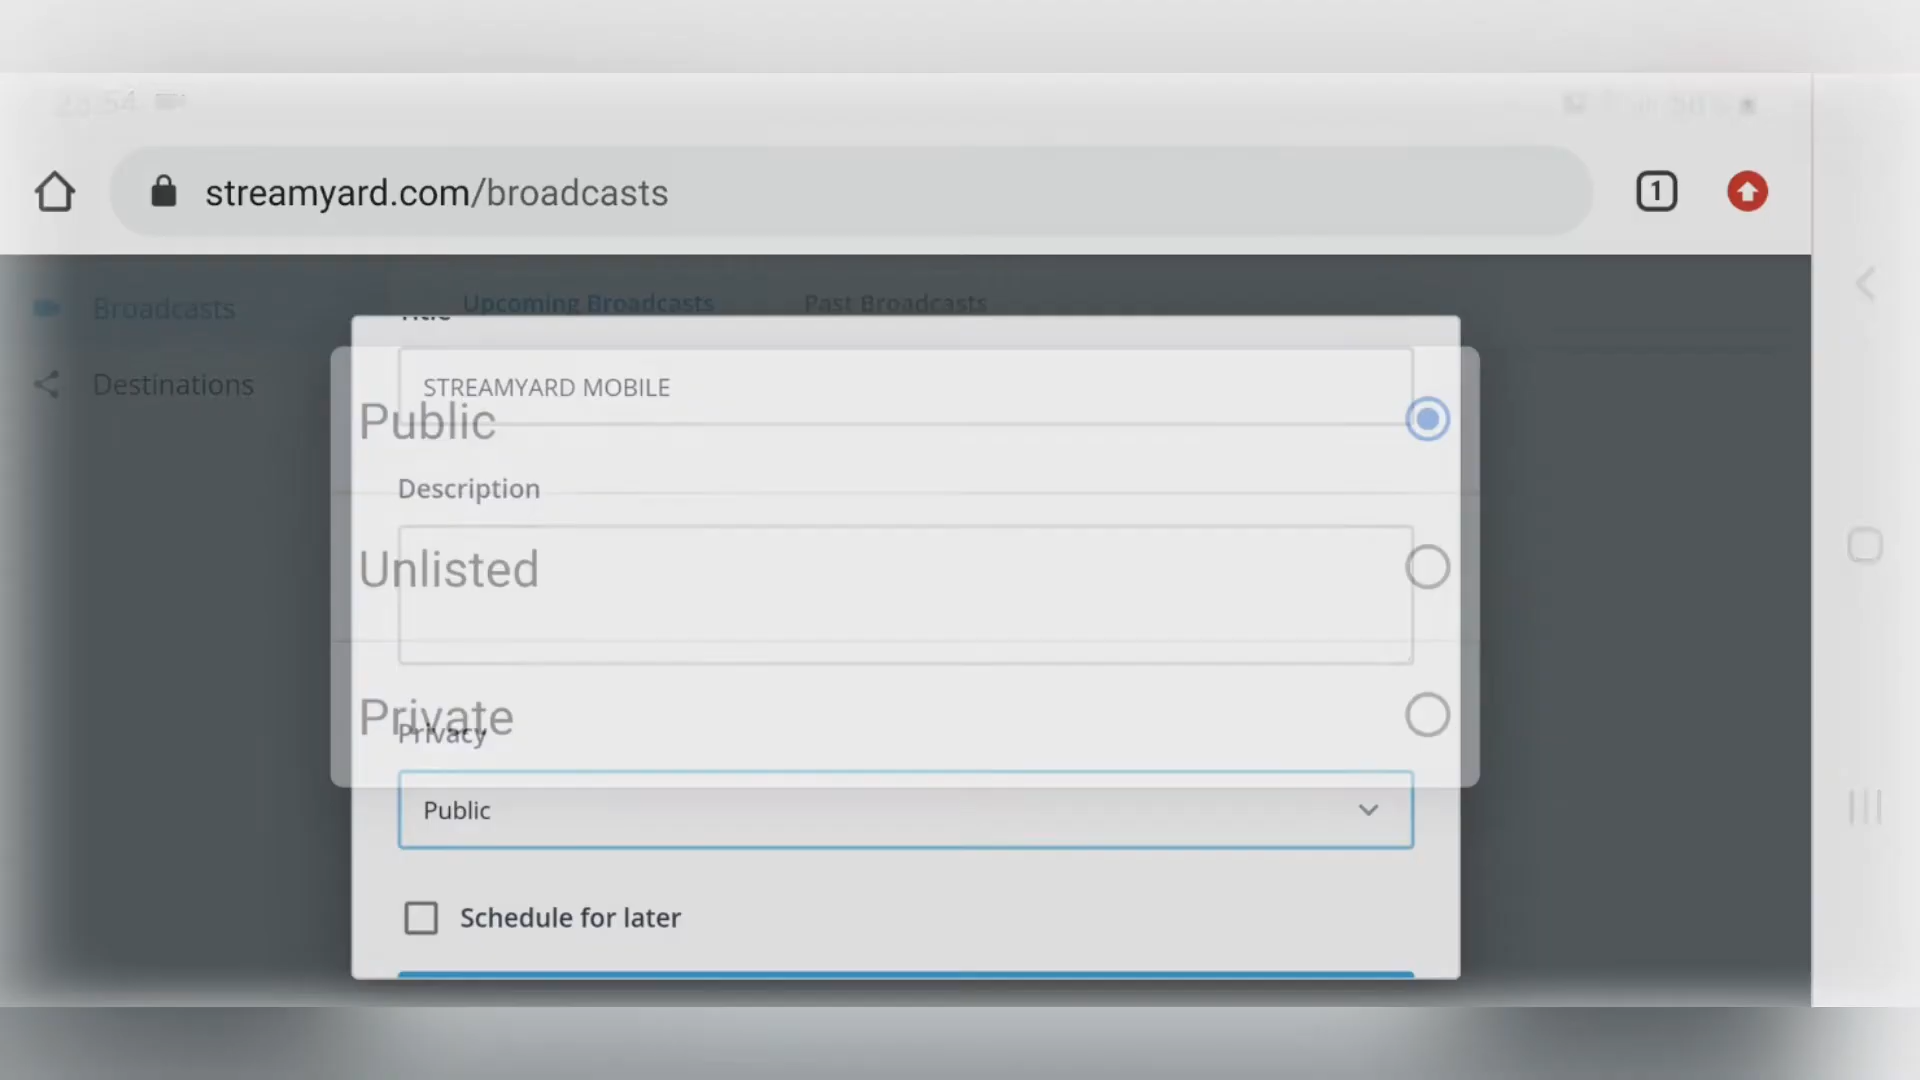 streamyard.com/broadcasts
1
Broadcasts
Upcoming Broadcasts
Past Broadcasts
Title
Destinations
STREAMYARD MOBILE
Public
Description
Unlisted
Private
Privacy
Public
Schedule for later